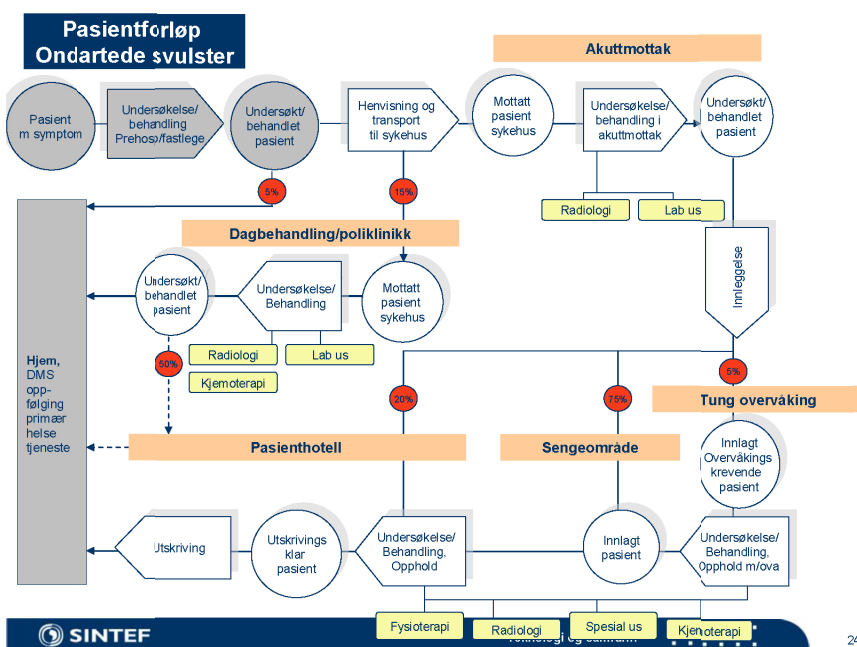 Pasientforløp
Ondartede svulster
Akuttmottak
Pasient
m symptom
Undersøkelse/
behandling
Prehosp/fastlege
Undersøkt/
behandlet
pasient
Henvisning og
transport
til sykehus
Mottatt
pasient
sykehus
Undersøkelse/
behandling i
akuttmottak
Undersøkt/
behandlet
pasient
5%
15%
Radiologi
Lab us
Dagbehandling/poliklinikk
Innleggelse
Undersøkt/
behandlet
pasient
Undersøkelse/
Behandling
Mottatt
pasient
sykehus
Radiologi
Lab us
Kjemoterapi
50%
Hjem,
DMS
opp-
følging
primær
helse
tjeneste
20%
75%
5%
Tung overvåking
Pasienthotell
Sengeområde
Innlagt
Overvåkings
krevende
pasient
Utskriving
Utskrivings
klar
pasient
Undersøkelse/
Behandling,
Opphold
Innlagt
pasient
Undersøkelse/
Behandling,
Opphold m/ova
Fysioterapi
Radiologi
Spesial us
Kjemoterapi
SINTEF
Teknologi og samfunn
24